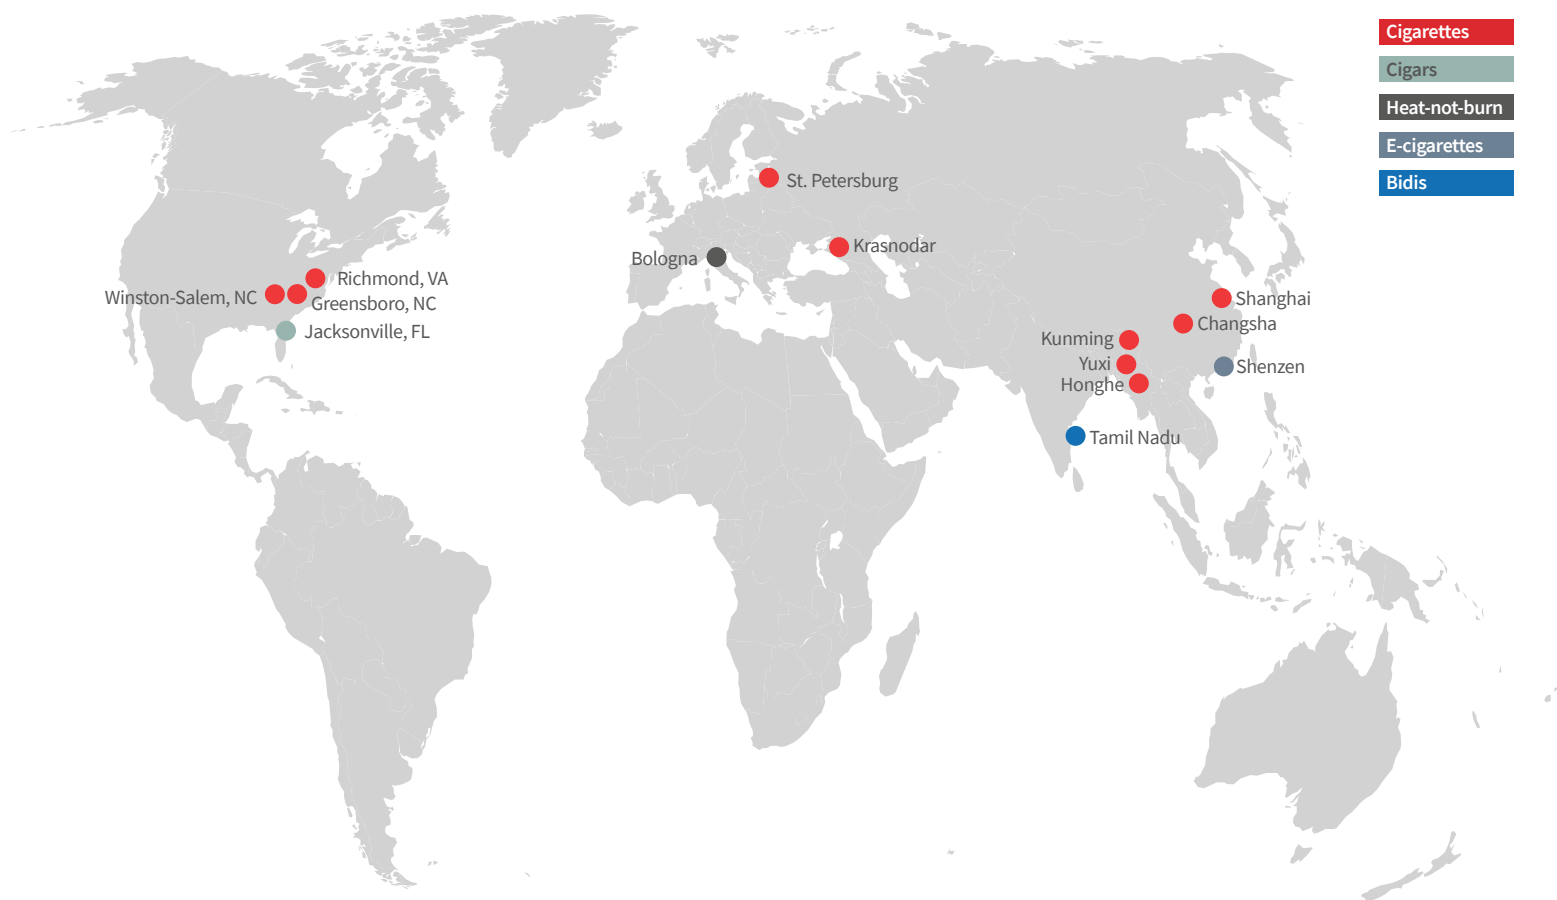 Cigarettes
Cigars
Heat-not-burn
E-cigarettes
Bidis
St. Petersburg
Krasnodar
Bologna
Richmond, VA
Winston-Salem, NC
Greensboro, NC
Jacksonville, FL
Shanghai
Changsha
Kunming
Yuxi
Shenzen
Honghe
Tamil Nadu